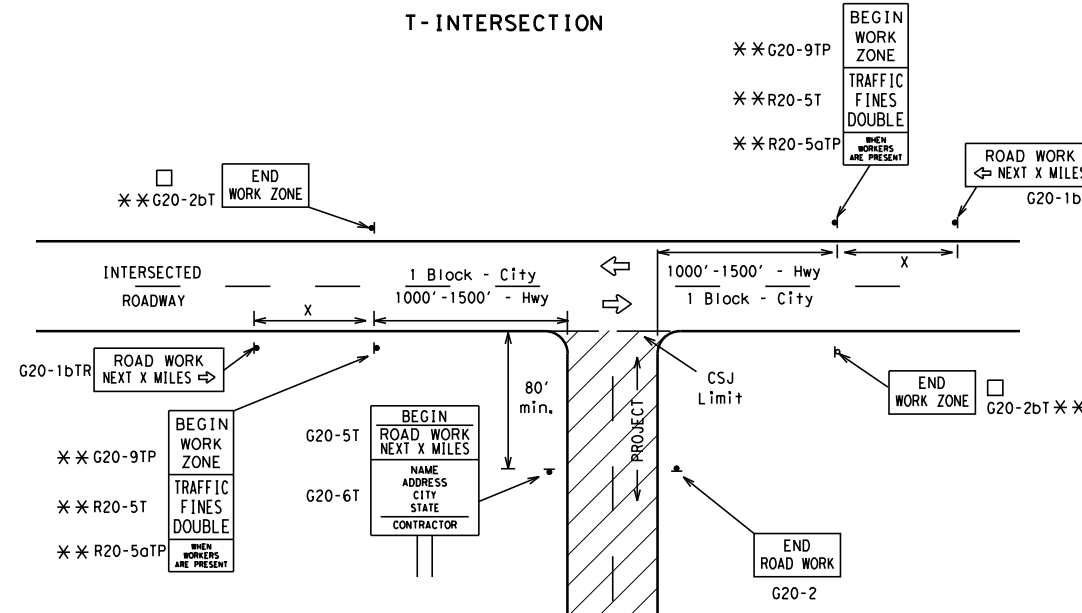 T-INTERSECTION
BEGIN
WORK
ZONE
**G20-9TP
TRAFFIC
FINES
DOUBLE
**R20-5T
WHEN
WORKERS
ARE PRESENT
**R20-5aTP
ROAD WORK
⇦ NEXT X MILES
G20-1b
END
WORK ZONE
□
**G20-2bT
INTERSECTED
ROADWAY
1 Block - City
1000'-1500' - Hwy
X
1000'-1500' - Hwy
1 Block - City
X
G20-1bTR
ROAD WORK
NEXT X MILES ⇨
80'
min.
CSJ
Limit
PROJECT
END
WORK ZONE
□
G20-2bT **
BEGIN
WORK
ZONE
**G20-9TP
TRAFFIC
FINES
DOUBLE
**R20-5T
WHEN
WORKERS
ARE PRESENT
**R20-5aTP
G20-5T
BEGIN
ROAD WORK
NEXT X MILES
G20-6T
NAME
ADDRESS
CITY
STATE
CONTRACTOR
END
ROAD WORK
G20-2